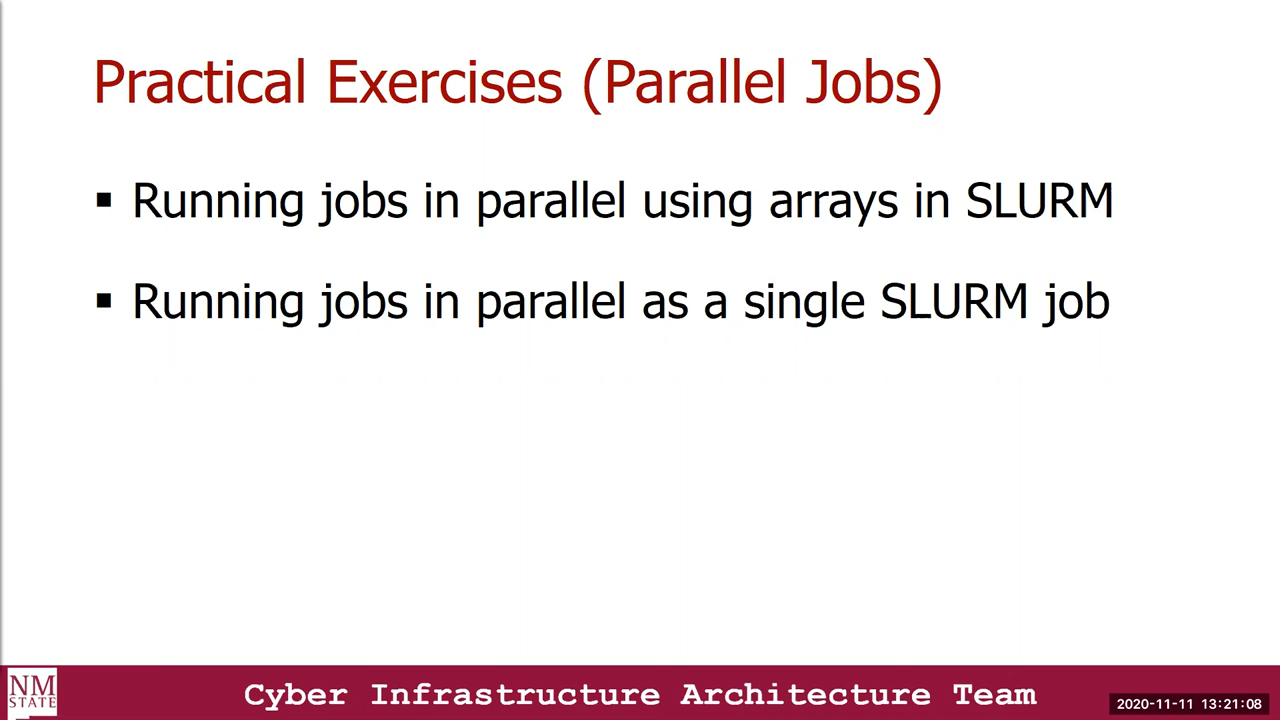 Practical Exercises (Parallel Jobs)
▪ Running jobs in parallel using arrays in SLURM
▪ Running jobs in parallel as a single SLURM job
NM
STATE
Cyber Infrastructure Architecture Team
2020-11-11 13:21:08